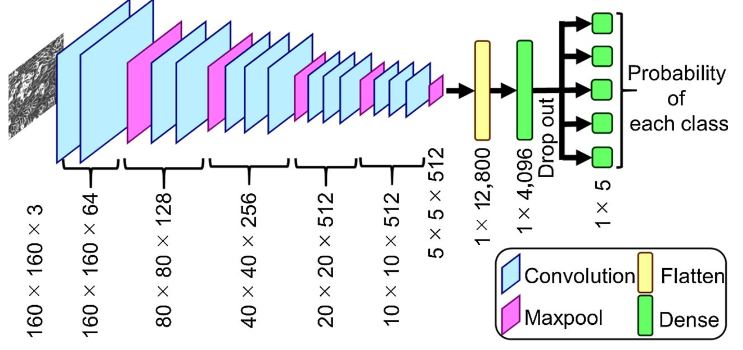 160 × 160 × 3
160 × 160 × 64
80 × 80 × 128
40 × 40 × 256
20 × 20 × 512
10 × 10 × 512
5 × 5 × 512
1 × 12,800
1 × 4,096
Drop out
1 × 5
Probability
of
each class
Convolution
Flatten
Maxpool
Dense